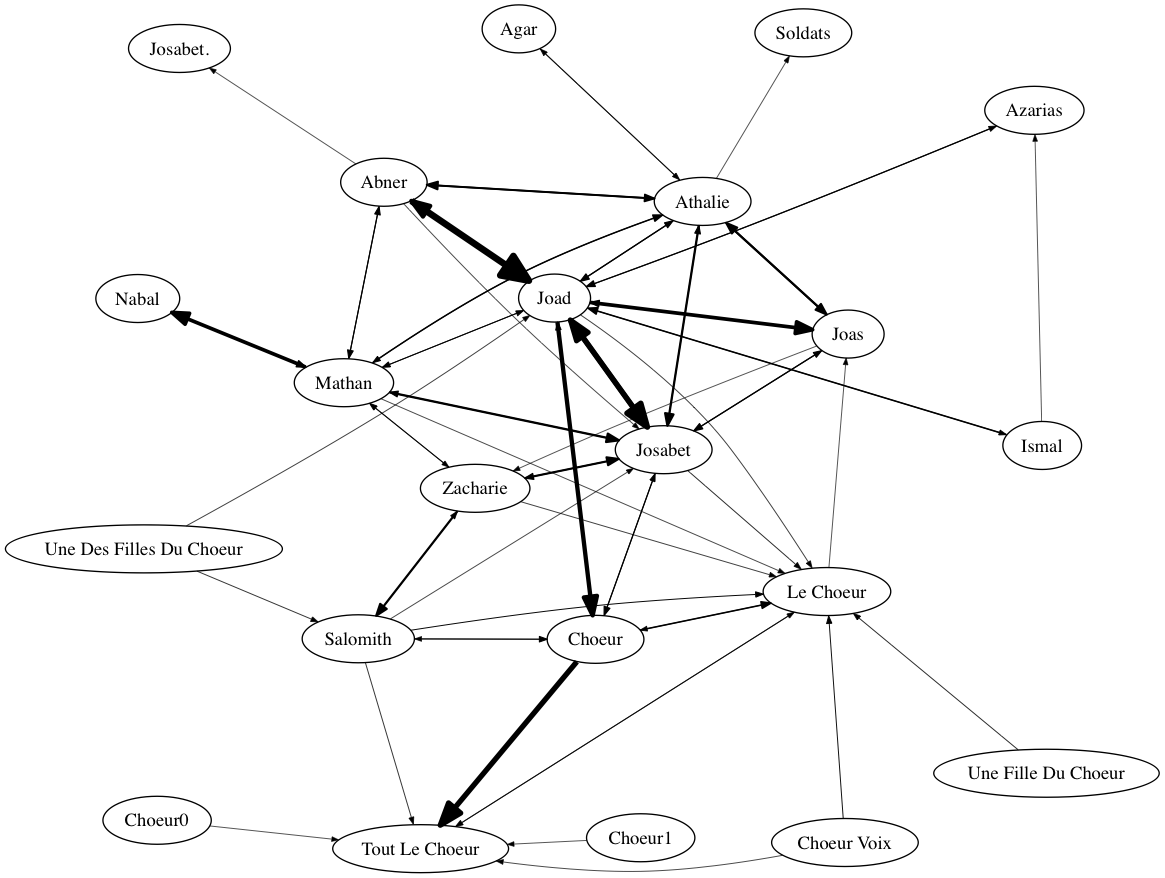 Agar
Soldats
Josabet.
Azarias
Abner
Athalie
Nabal
Joad
Joas
Mathan
Ismal
Josabet
Zacharie
Une Des Filles Du Choeur
Le Choeur
Salomith
Choeur
Une Fille Du Choeur
Choeur0
Choeur1
Choeur Voix
Tout Le Choeur